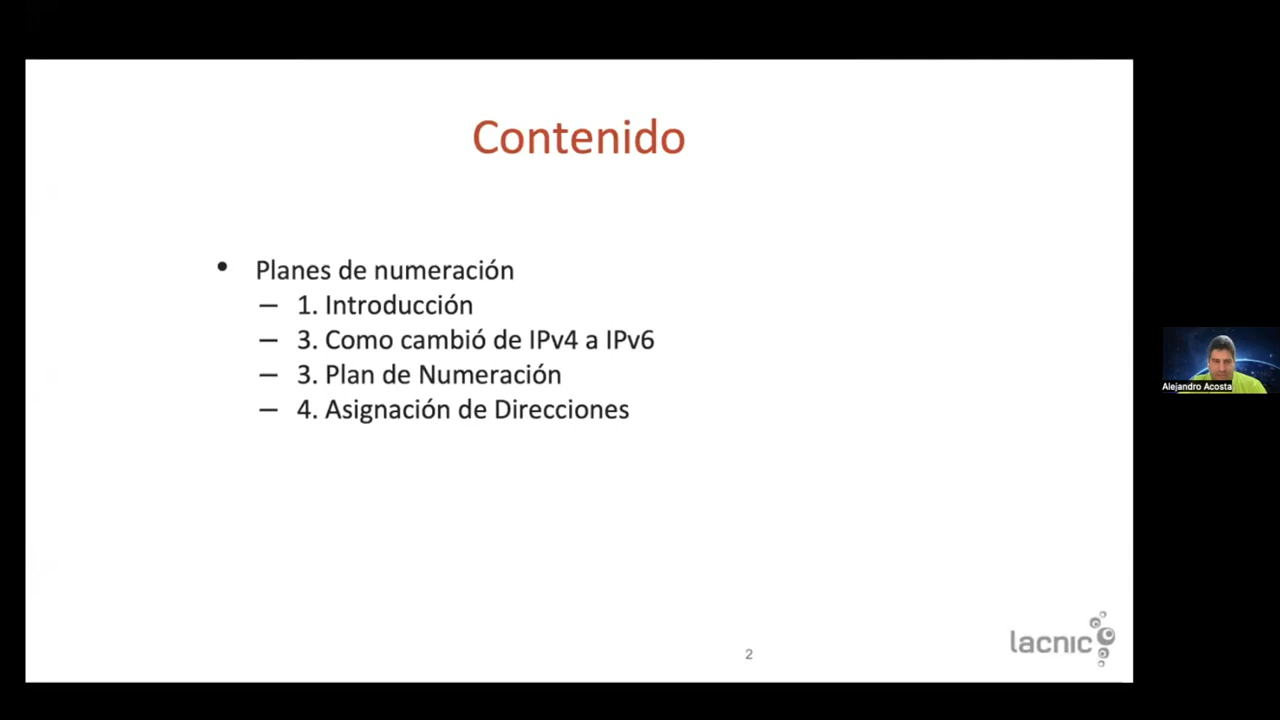 Contenido
• Planes de numeración
– 1. Introducción
– 3. Como cambió de IPv4 a IPv6
– 3. Plan de Numeración
– 4. Asignación de Direcciones
Alejandro Acosta
lacnic
2